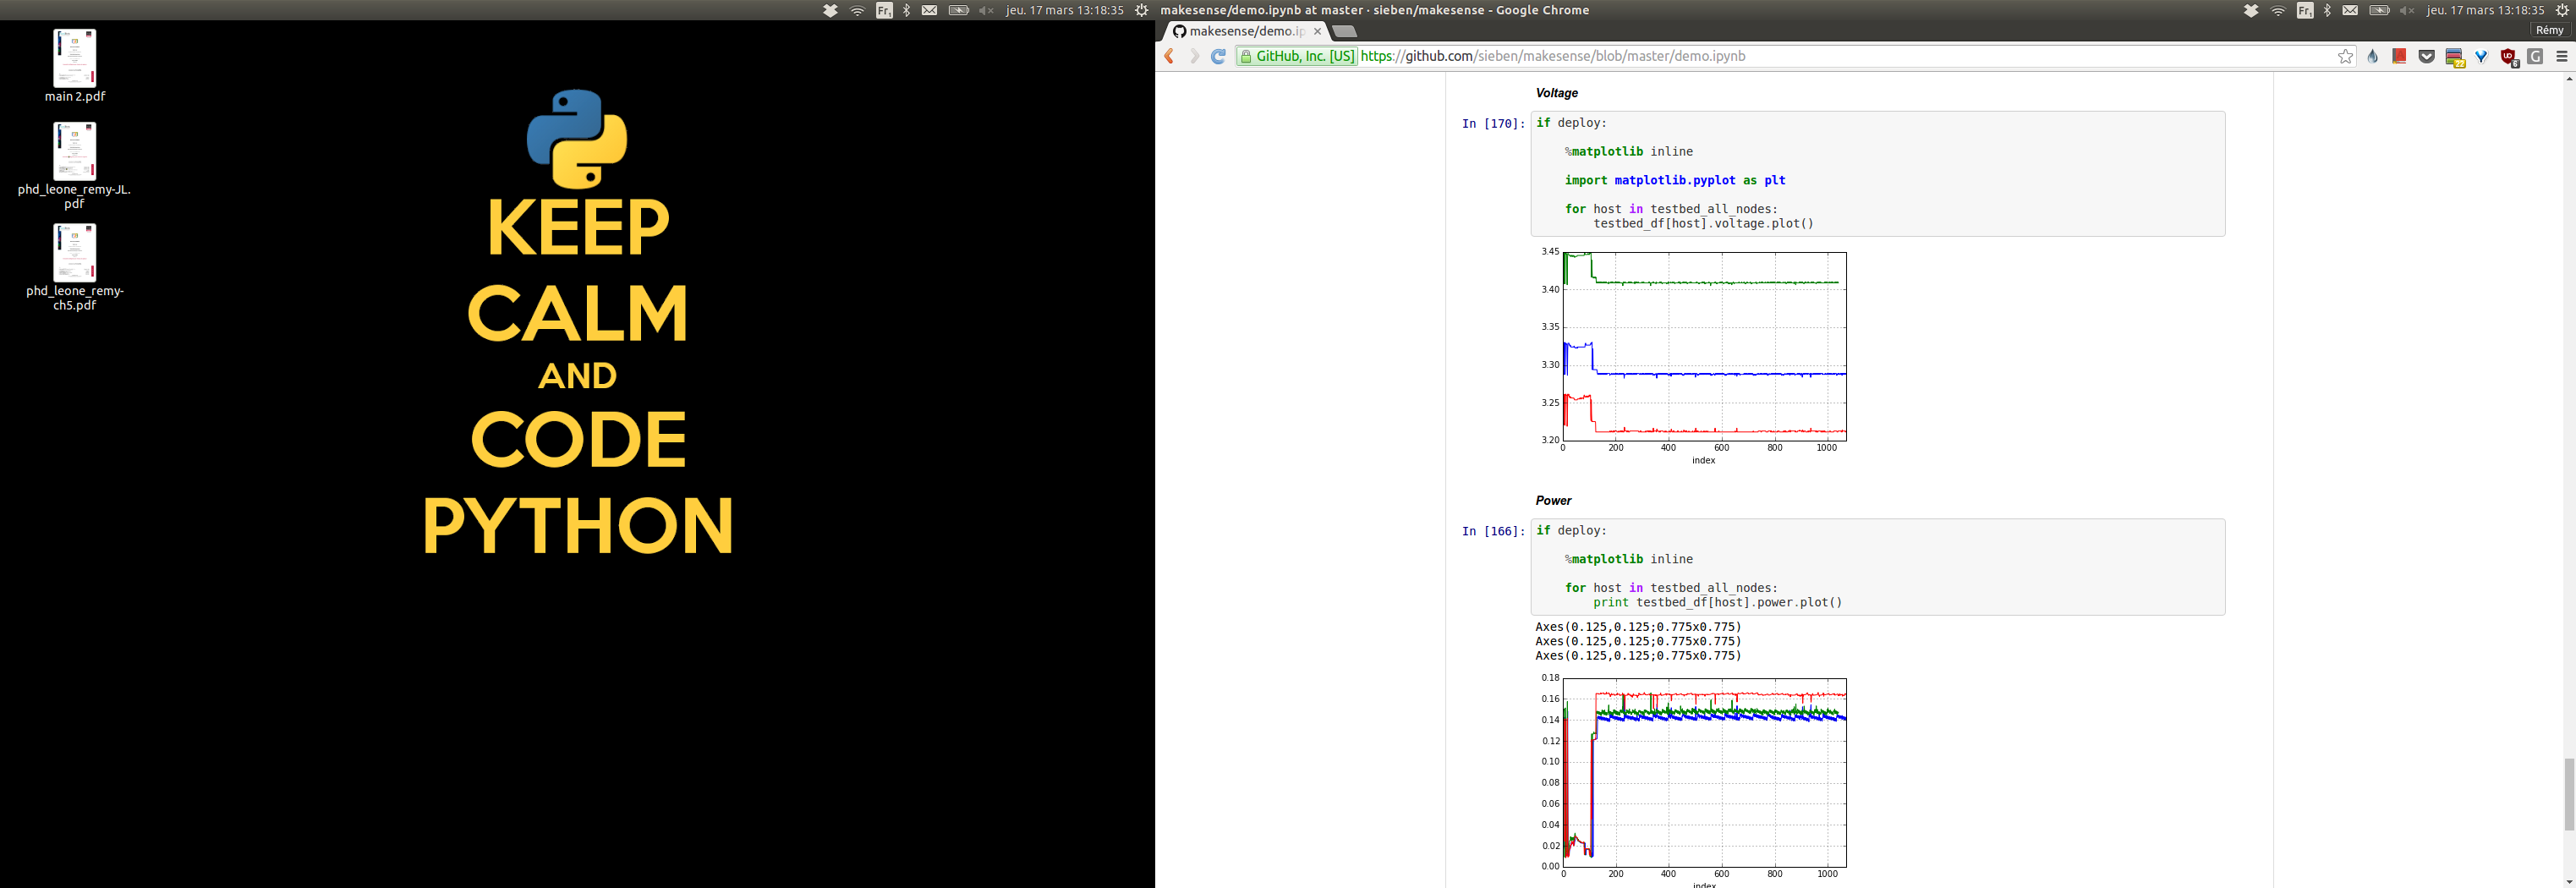 jeu. 17 mars 13:18:35
main 2.pdf
phd_leone_remy-JL.
pdf
phd_leone_remy-
ch5.pdf
KEEP
CALM
AND
CODE
PYTHON
makesense/demo.ipynb at master · sieben/makesense - Google Chrome
Fr₁ jeu. 17 mars 13:18:35
makesense/demo.ip
Rémy
GitHub, Inc. [US] https://github.com/sieben/makesense/blob/master/demo.ipynb
Voltage
In [170]: if deploy:
%matplotlib inline
import matplotlib.pyplot as plt
for host in testbed_all_nodes:
testbed_df[host].voltage.plot()
3.45
3.40
3.35
3.30
3.25
3.20
0 200 400 600 800 1000
index
Power
In [166]: if deploy:
%matplotlib inline
for host in testbed_all_nodes:
print testbed_df[host].power.plot()
Axes(0.125,0.125;0.775x0.775)
Axes(0.125,0.125;0.775x0.775)
Axes(0.125,0.125;0.775x0.775)
0.18
0.16
0.14
0.12
0.10
0.08
0.06
0.04
0.02
0.00
0 200 400 600 800 1000
index